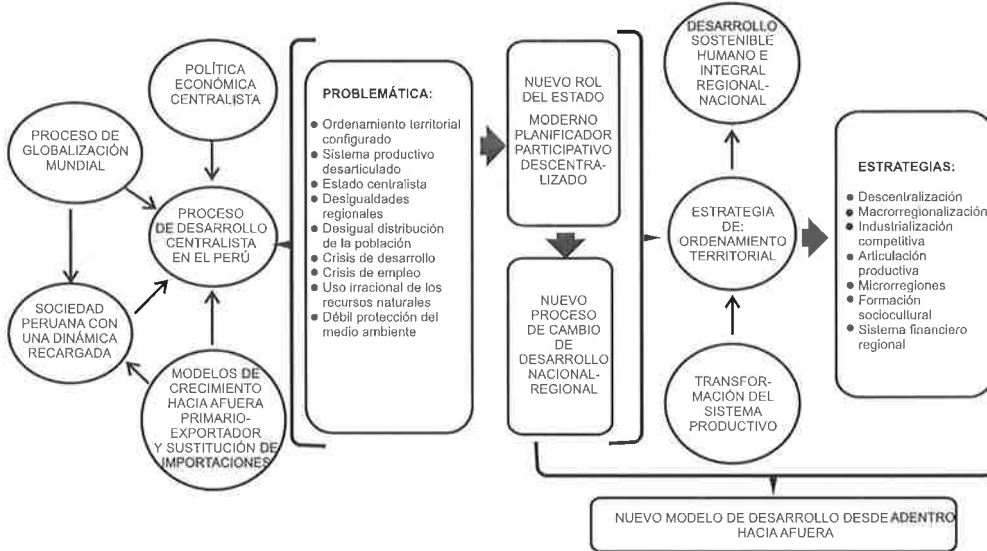 POLÍTICA
ECONÓMICA
CENTRALISTA
PROCESO DE
GLOBALIZACIÓN
MUNDIAL
PROCESO
DE DESARROLLO
CENTRALISTA
EN EL PERÚ
SOCIEDAD
PERUANA CON
UNA DINÁMICA
RECARGADA
MODELOS DE
CRECIMIENTO
HACIA AFUERA
PRIMARIO-
EXPORTADOR
Y SUSTITUCIÓN DE
IMPORTACIONES
PROBLEMÁTICA:
● Ordenamiento territorial
configurado
● Sistema productivo
desarticulado
● Estado centralista
● Desigualdades
regionales
● Desigual distribución
de la población
● Crisis de desarrollo
● Crisis de empleo
● Uso irracional de los
recursos naturales
● Débil protección del
medio ambiente
NUEVO ROL
DEL ESTADO
MODERNO
PLANIFICADOR
PARTICIPATIVO
DESCENTRA-
LIZADO
NUEVO
PROCESO
DE CAMBIO
DE
DESARROLLO
NACIONAL-
REGIONAL
DESARROLLO
SOSTENIBLE
HUMANO E
INTEGRAL
REGIONAL-
NACIONAL
ESTRATEGIA
DE:
ORDENAMIENTO
TERRITORIAL
TRANSFOR-
MACIÓN DEL
SISTEMA
PRODUCTIVO
ESTRATEGIAS:
● Descentralización
● Macrorregionalización
● Industrialización
competitiva
● Articulación
productiva
● Microrregiones
● Formación
sociocultural
● Sistema financiero
regional
NUEVO MODELO DE DESARROLLO DESDE ADENTRO
HACIA AFUERA